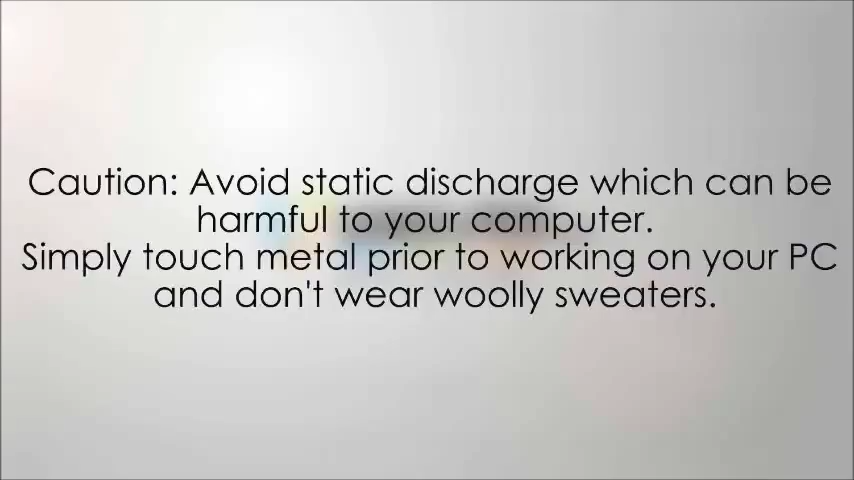 Caution: Avoid static discharge which can be
harmful to your computer.
Simply touch metal prior to working on your PC
and don't wear woolly sweaters.